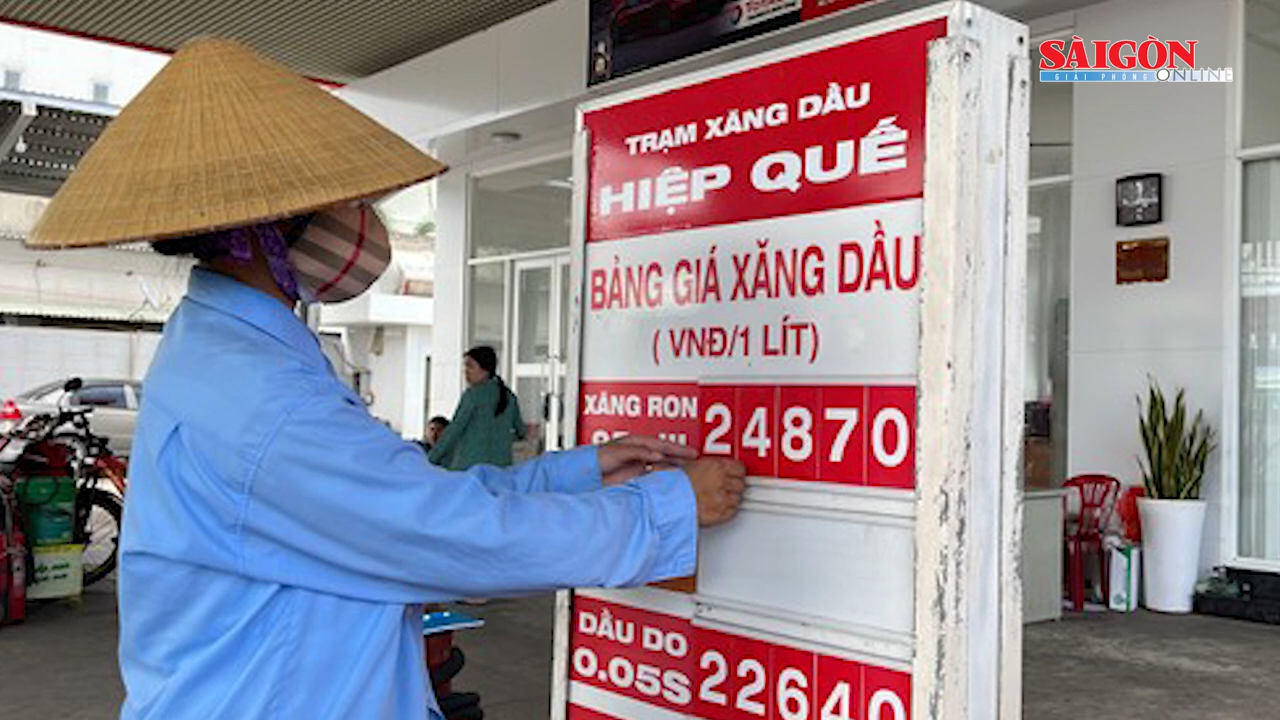 SÀIGÒN
GIẢI PHÓNG ONLINE
TRẠM XĂNG DẦU
HIỆP QUẾ
BẢNG GIÁ XĂNG DẦU
( VNĐ/1 LÍT)
XĂNG RON
24870
DẦU DO
0.05S
22640